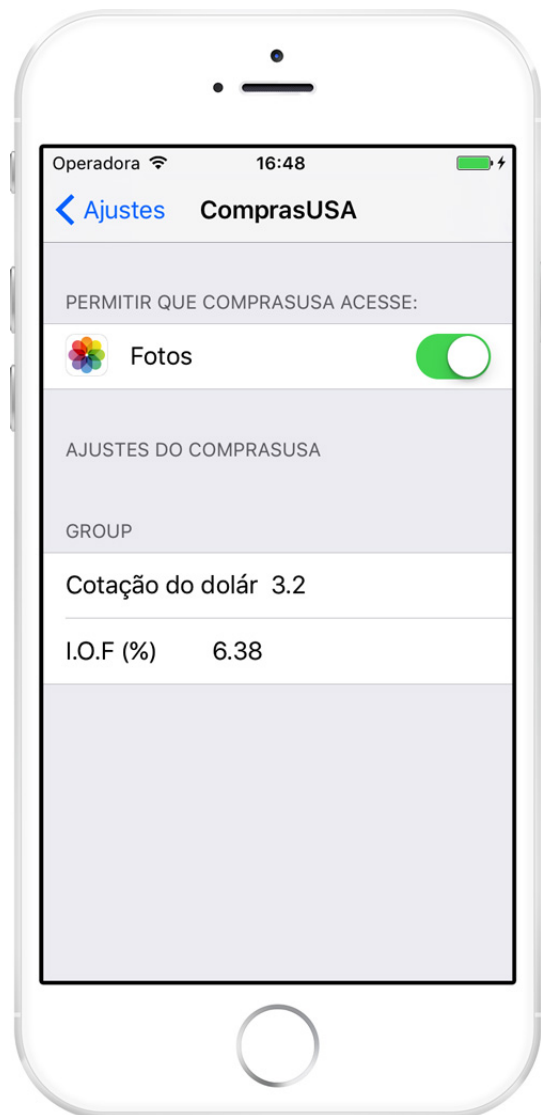 Operadora 16:48
Ajustes ComprasUSA
PERMITIR QUE COMPRASUSA ACESSE:
Fotos
AJUSTES DO COMPRASUSA
GROUP
Cotação do dolár 3.2
I.O.F (%) 6.38